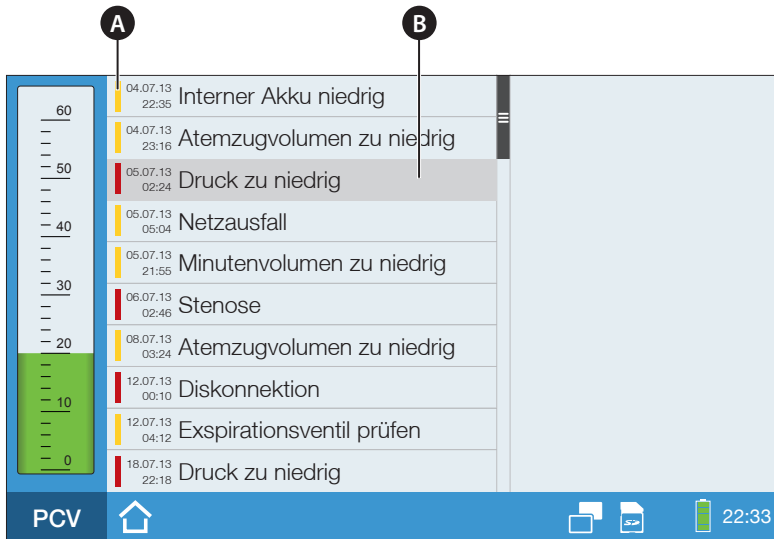 A
B
60
50
40
30
20
10
0
04.07.13
22:35
Interner Akku niedrig
04.07.13
23:16
Atemzugvolumen zu niedrig
05.07.13
02:24
Druck zu niedrig
05.07.13
05:04
Netzausfall
05.07.13
21:55
Minutenvolumen zu niedrig
06.07.13
02:46
Stenose
08.07.13
03:24
Atemzugvolumen zu niedrig
12.07.13
00:10
Diskonnektion
12.07.13
04:12
Exspirationsventil prüfen
18.07.13
22:18
Druck zu niedrig
PCV
SD
22:33